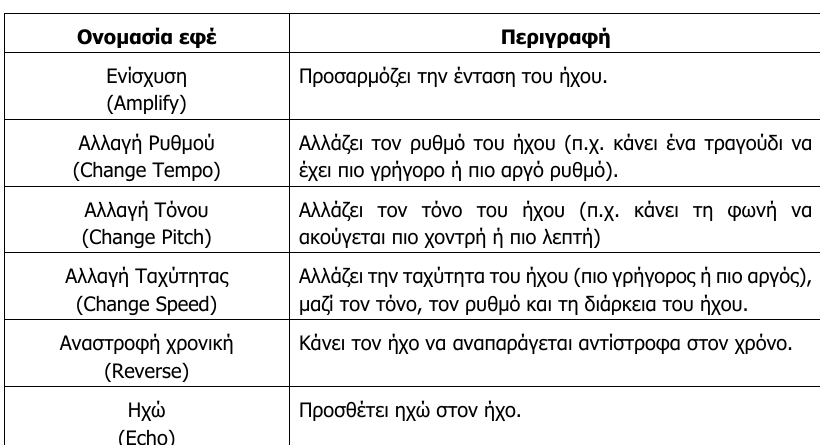 Ονομασία εφέ Περιγραφή
Ενίσχυση
(Amplify)
Προσαρμόζει την ένταση του ήχου.
Αλλαγή Ρυθμού
(Change Tempo)
Αλλάζει τον ρυθμό του ήχου (π.χ. κάνει ένα τραγούδι να
έχει πιο γρήγορο ή πιο αργό ρυθμό).
Αλλαγή Τόνου
(Change Pitch)
Αλλάζει τον τόνο του ήχου (π.χ. κάνει τη φωνή να
ακούγεται πιο χοντρή ή πιο λεπτή)
Αλλαγή Ταχύτητας
(Change Speed)
Αλλάζει την ταχύτητα του ήχου (πιο γρήγορος ή πιο αργός),
μαζί τον τόνο, τον ρυθμό και τη διάρκεια του ήχου.
Αναστροφή χρονική
(Reverse)
Κάνει τον ήχο να αναπαράγεται αντίστροφα στον χρόνο.
Ηχώ
(Echo)
Προσθέτει ηχώ στον ήχο.